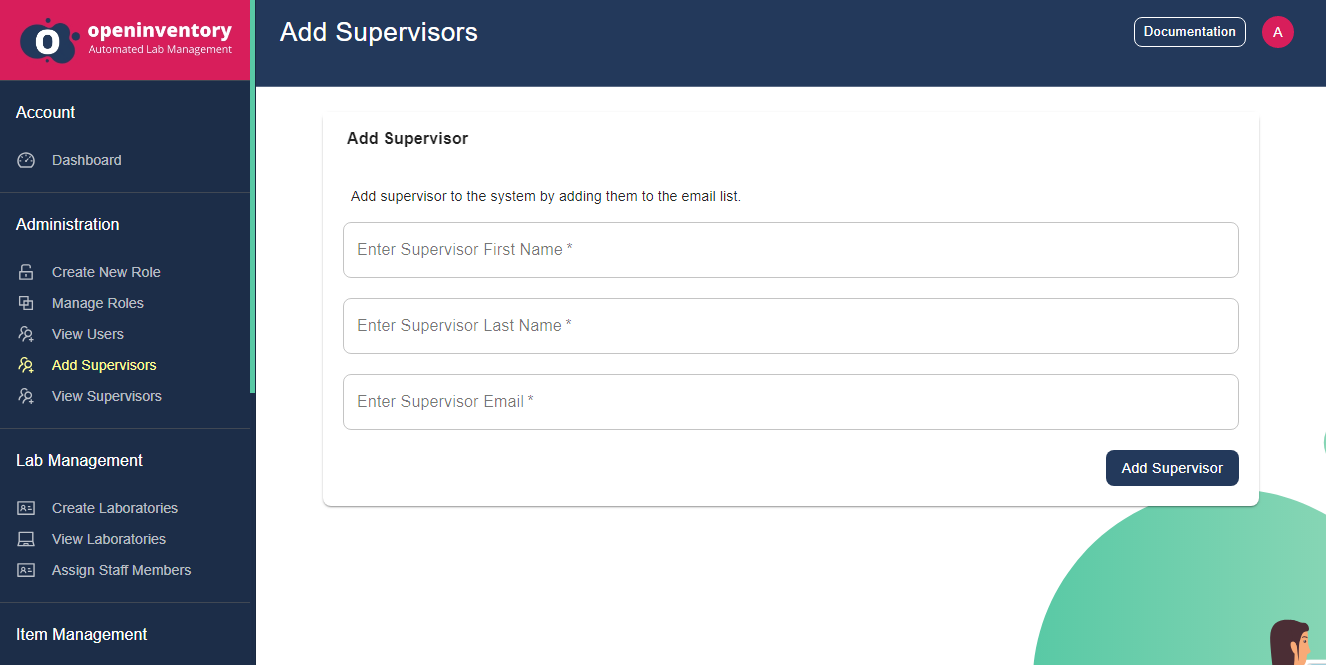 openinventory
Automated Lab Management
Add Supervisors
Documentation
A
Account
Dashboard
Administration
Create New Role
Manage Roles
View Users
Add Supervisors
View Supervisors
Lab Management
Create Laboratories
View Laboratories
Assign Staff Members
Item Management
Add Supervisor
Add supervisor to the system by adding them to the email list.
Enter Supervisor First Name *
Enter Supervisor Last Name *
Enter Supervisor Email *
Add Supervisor